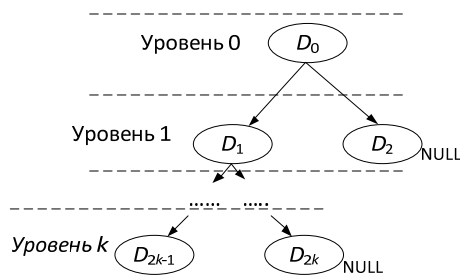 Уровень 0 D0
Уровень 1 D1 D2 NULL
...... .....
Уровень k D2k-1 D2k NULL